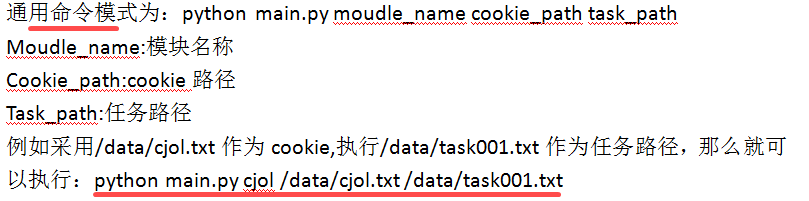 通用命令模式为：python main.py moudle_name cookie_path task_path
Moudle_name:模块名称
Cookie_path:cookie 路径
Task_path:任务路径
例如采用/data/cjol.txt 作为 cookie,执行/data/task001.txt 作为任务路径，那么就可
以执行：python main.py cjol /data/cjol.txt /data/task001.txt